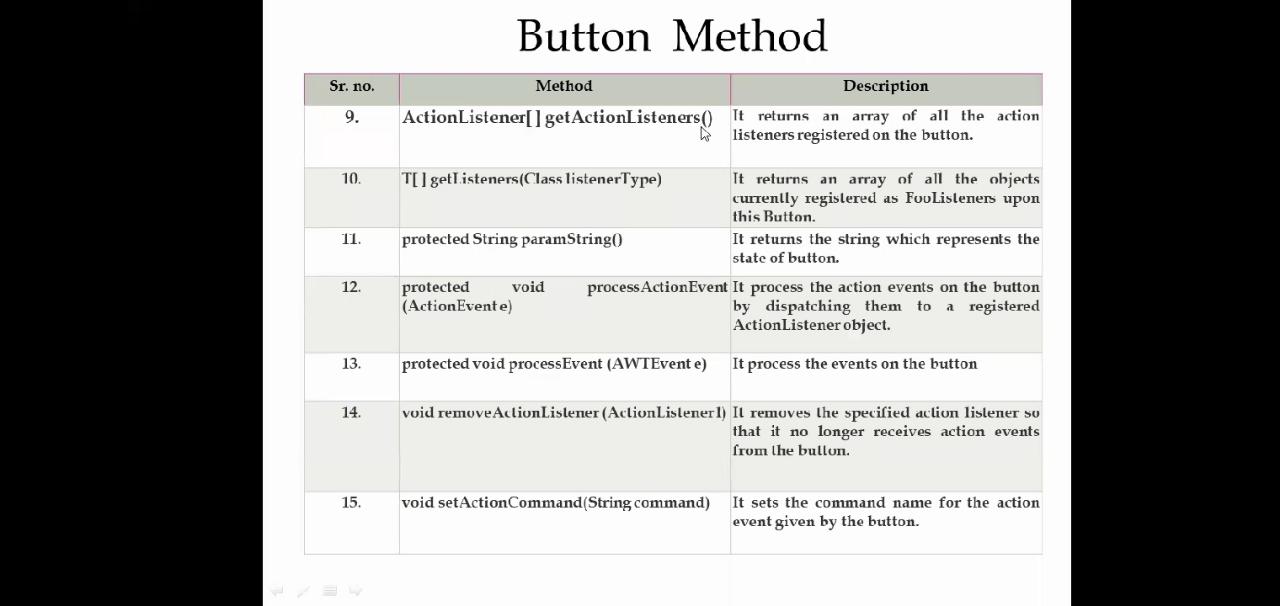 Button Method
Sr. no. Method Description
9. ActionListener[ ] getActionListeners() It returns an array of all the action
listeners registered on the button.
10. T[ ] getListeners(Class listenerType) It returns an array of all the objects
currently registered as FooListeners upon
this Button.
11. protected String paramString() It returns the string which represents the
state of button.
12. protected void processActionEvent It process the action events on the button
(ActionEvent e) by dispatching them to a registered
ActionListener object.
13. protected void processEvent (AWTEvent e) It process the events on the button
14. void removeActionListener (ActionListener l) It removes the specified action listener so
that it no longer receives action events
from the button.
15. void setActionCommand(String command) It sets the command name for the action
event given by the button.